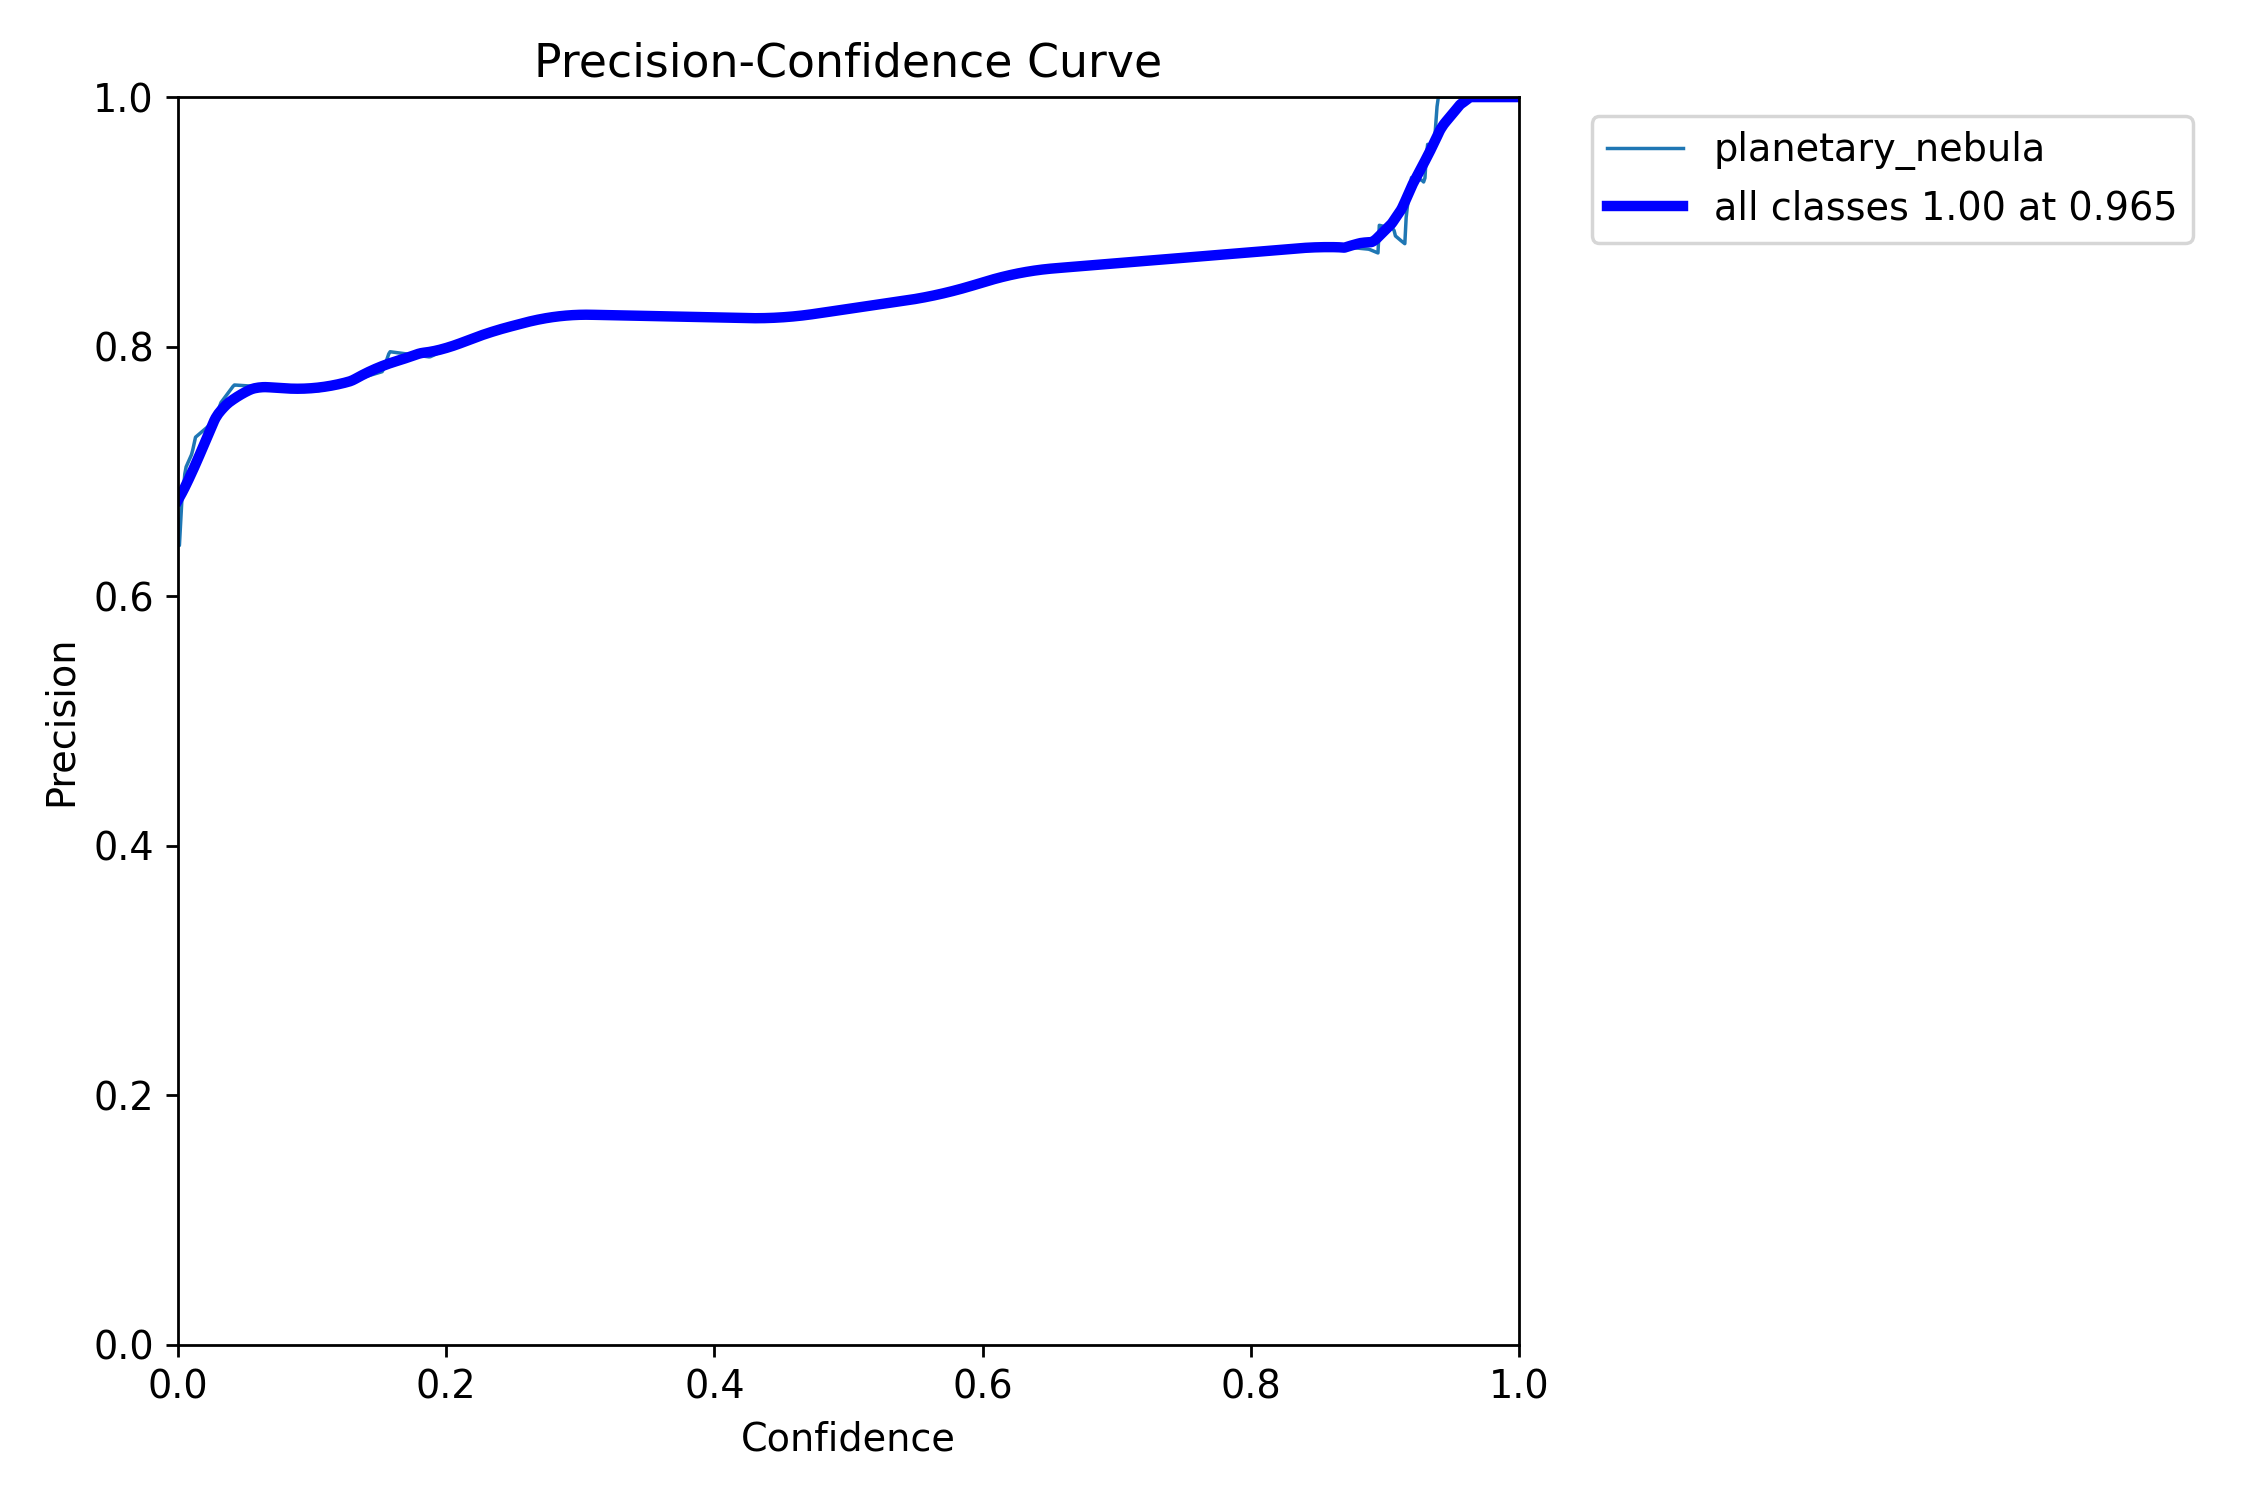 Precision-Confidence Curve
1.0
0.8
0.6
0.4
0.2
0.0
Precision
0.0 0.2 0.4 0.6 0.8 1.0
Confidence
planetary_nebula
all classes 1.00 at 0.965